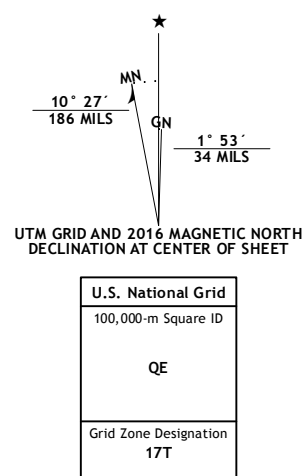 ★
MN
GN
10° 27´
186 MILS
1° 53´
34 MILS
UTM GRID AND 2016 MAGNETIC NORTH
DECLINATION AT CENTER OF SHEET
U.S. National Grid
100,000-m Square ID
QE
Grid Zone Designation
17T